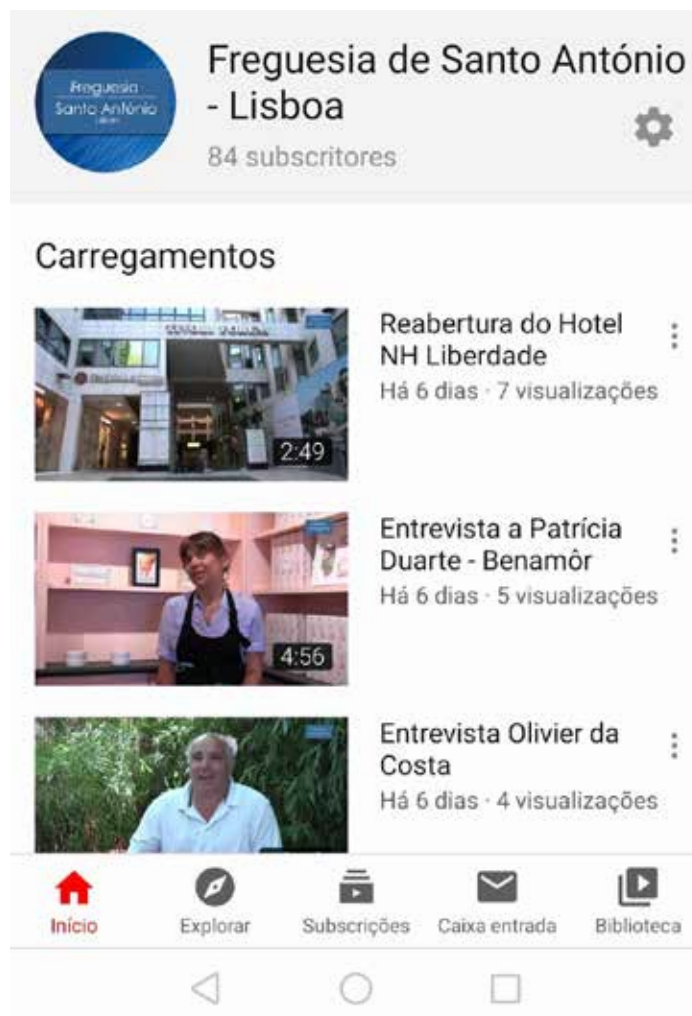 Freguesia
Santo António
Freguesia de Santo António
- Lisboa
84 subscritores
Carregamentos
2:49
Reabertura do Hotel
NH Liberdade
Há 6 dias · 7 visualizações
4:56
Entrevista a Patrícia
Duarte - Benamôr
Há 6 dias · 5 visualizações
Entrevista Olivier da
Costa
Há 6 dias · 4 visualizações
Início
Explorar
Subscrições
Caixa entrada
Biblioteca